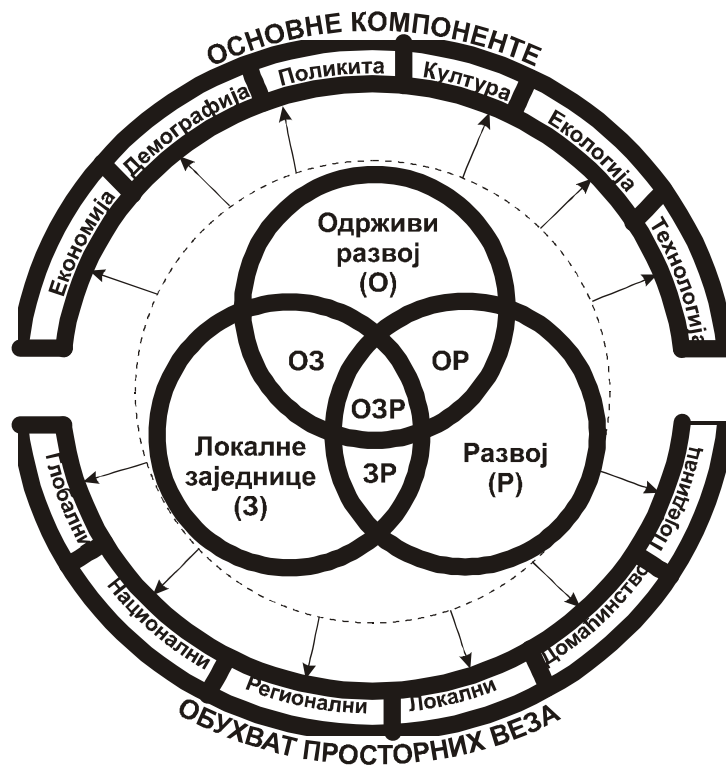 ОСНОВНЕ КОМПОНЕНТЕ
Економија
Демографија
Поликита
Култура
Екологија
Технологија
Одрживи
развој
(О)
ОЗ
ОР
ОЗР
Локалне
заједнице
(З)
ЗР
Развој
(Р)
Глобални
Национални
Регионални
Локални
Домаћинство
Појединац
ОБУХВАТ ПРОСТОРНИХ ВЕЗА